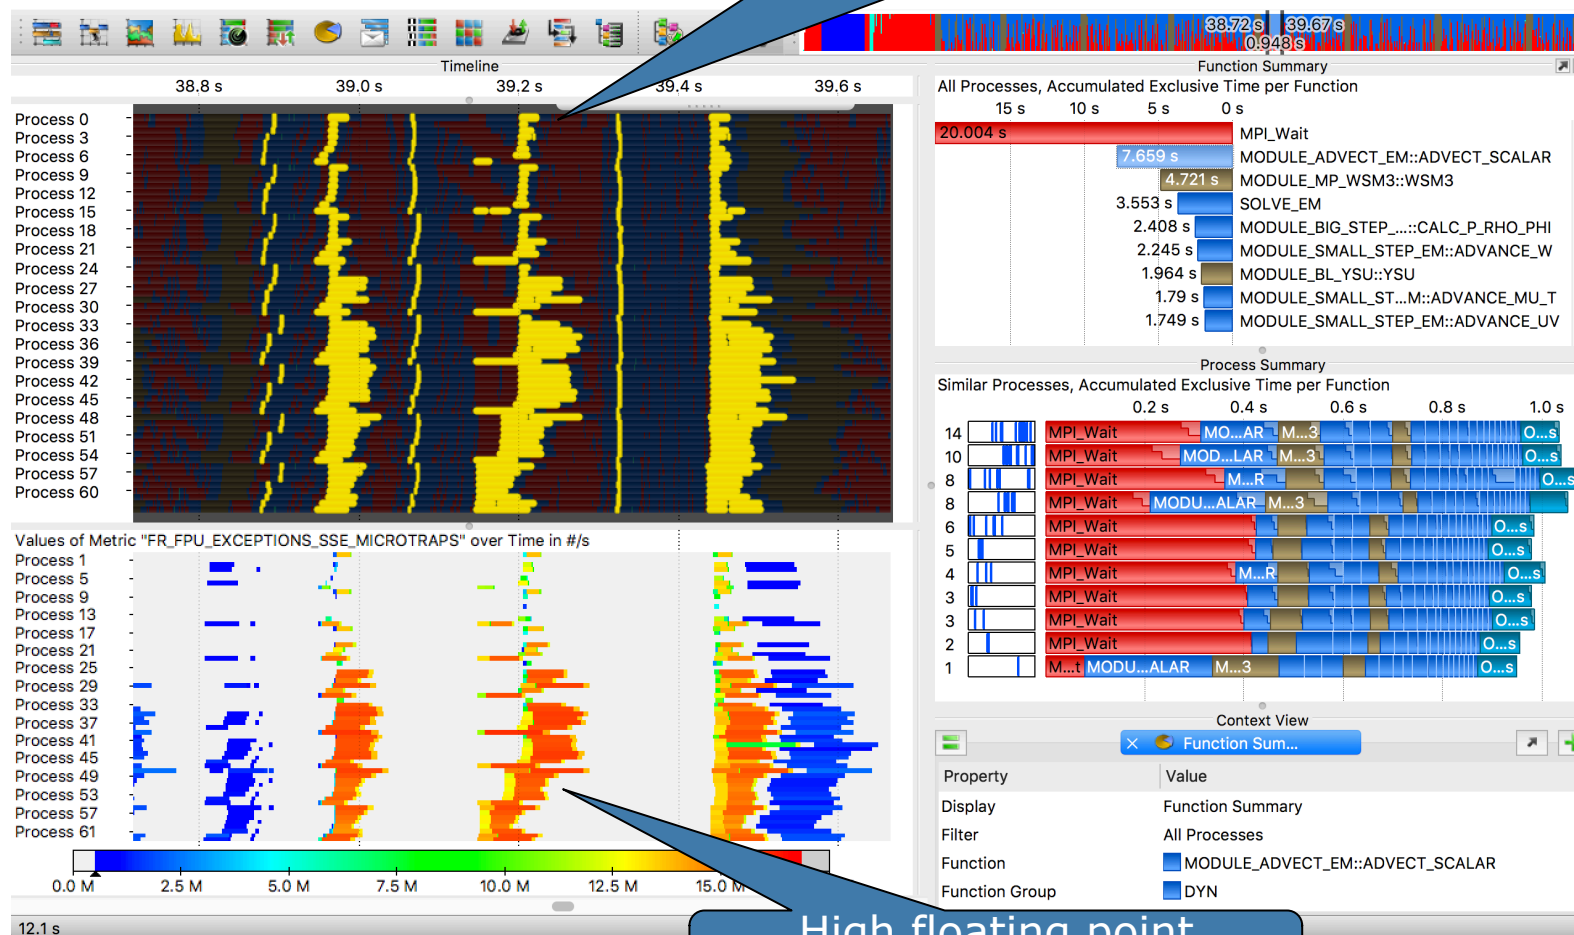 38.72 s
39.67 s
0.948 s
Timeline
38.8 s
39.0 s
39.2 s
39.4 s
39.6 s
Process 0
Process 3
Process 6
Process 9
Process 12
Process 15
Process 18
Process 21
Process 24
Process 27
Process 30
Process 33
Process 36
Process 39
Process 42
Process 45
Process 48
Process 51
Process 54
Process 57
Process 60
Values of Metric "FR_FPU_EXCEPTIONS_SSE_MICROTRAPS" over Time in #/s
Process 1
Process 5
Process 9
Process 13
Process 17
Process 21
Process 25
Process 29
Process 33
Process 37
Process 41
Process 45
Process 49
Process 53
Process 57
Process 61
0.0 M
2.5 M
5.0 M
7.5 M
10.0 M
12.5 M
15.0 M
12.1 s
High floating point
Function Summary
All Processes, Accumulated Exclusive Time per Function
15 s
10 s
5 s
0 s
20.004 s MPI_Wait
7.659 s MODULE_ADVECT_EM::ADVECT_SCALAR
4.721 s MODULE_MP_WSM3::WSM3
3.553 s SOLVE_EM
2.408 s MODULE_BIG_STEP_...::CALC_P_RHO_PHI
2.245 s MODULE_SMALL_STEP_EM::ADVANCE_W
1.964 s MODULE_BL_YSU::YSU
1.79 s MODULE_SMALL_ST...M::ADVANCE_MU_T
1.749 s MODULE_SMALL_STEP_EM::ADVANCE_UV
Process Summary
Similar Processes, Accumulated Exclusive Time per Function
0.2 s
0.4 s
0.6 s
0.8 s
1.0 s
14 MPI_Wait MO...AR M...3 O...s
10 MPI_Wait MOD...LAR M...3 O...s
8 MPI_Wait M...R O...s
8 MPI_Wait MODU...ALAR M...3
6 MPI_Wait O...s
5 MPI_Wait O...s
4 MPI_Wait M...R O...s
3 MPI_Wait O...s
3 MPI_Wait O...s
2 MPI_Wait O...s
1 M...t MODU...ALAR M...3 O...s
Context View
Function Sum...
Property Value
Display Function Summary
Filter All Processes
Function MODULE_ADVECT_EM::ADVECT_SCALAR
Function Group DYN